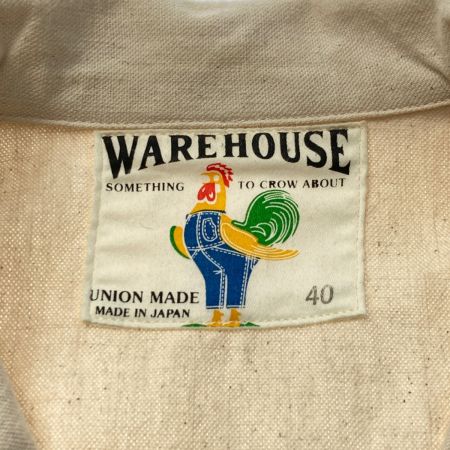 WAREHOUSE
SOMETHING TO CROW ABOUT
UNION MADE
MADE IN JAPAN
40